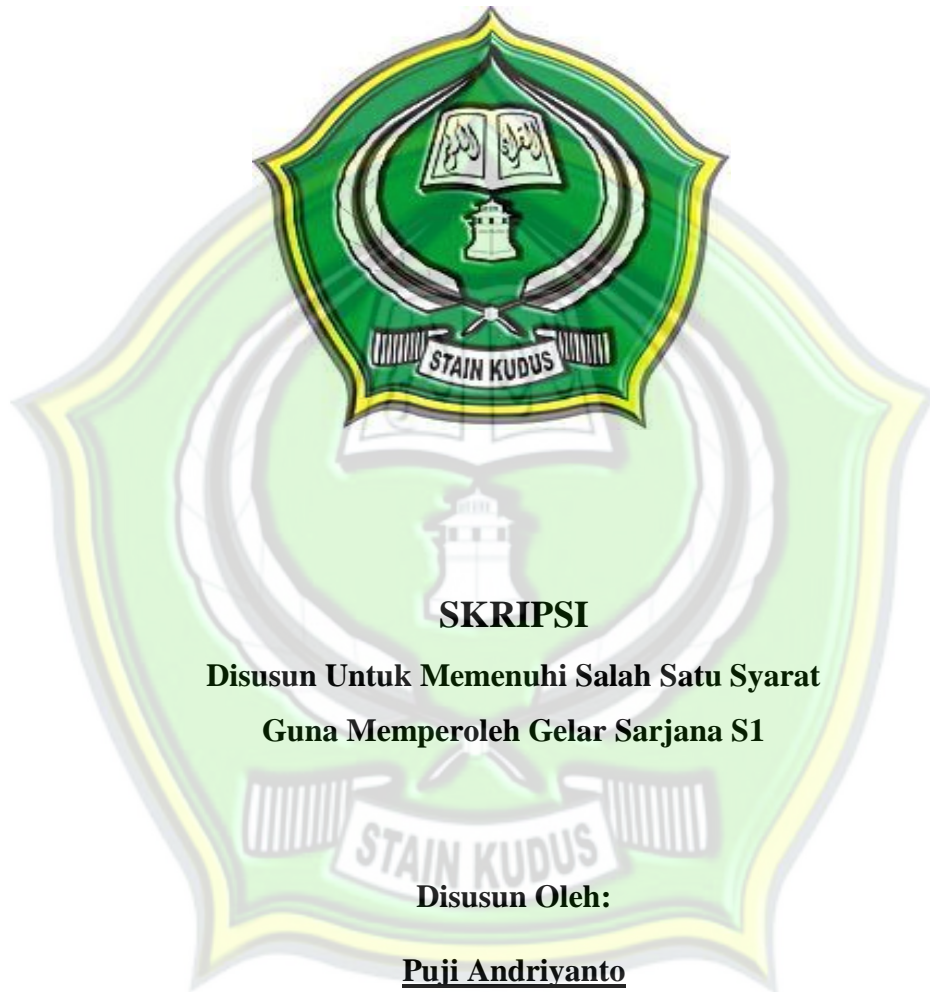 STAIN KUDUS
SKRIPSI
Disusun Untuk Memenuhi Salah Satu Syarat
Guna Memperoleh Gelar Sarjana S1
STAIN KUDUS
Disusun Oleh:
Puji Andriyanto